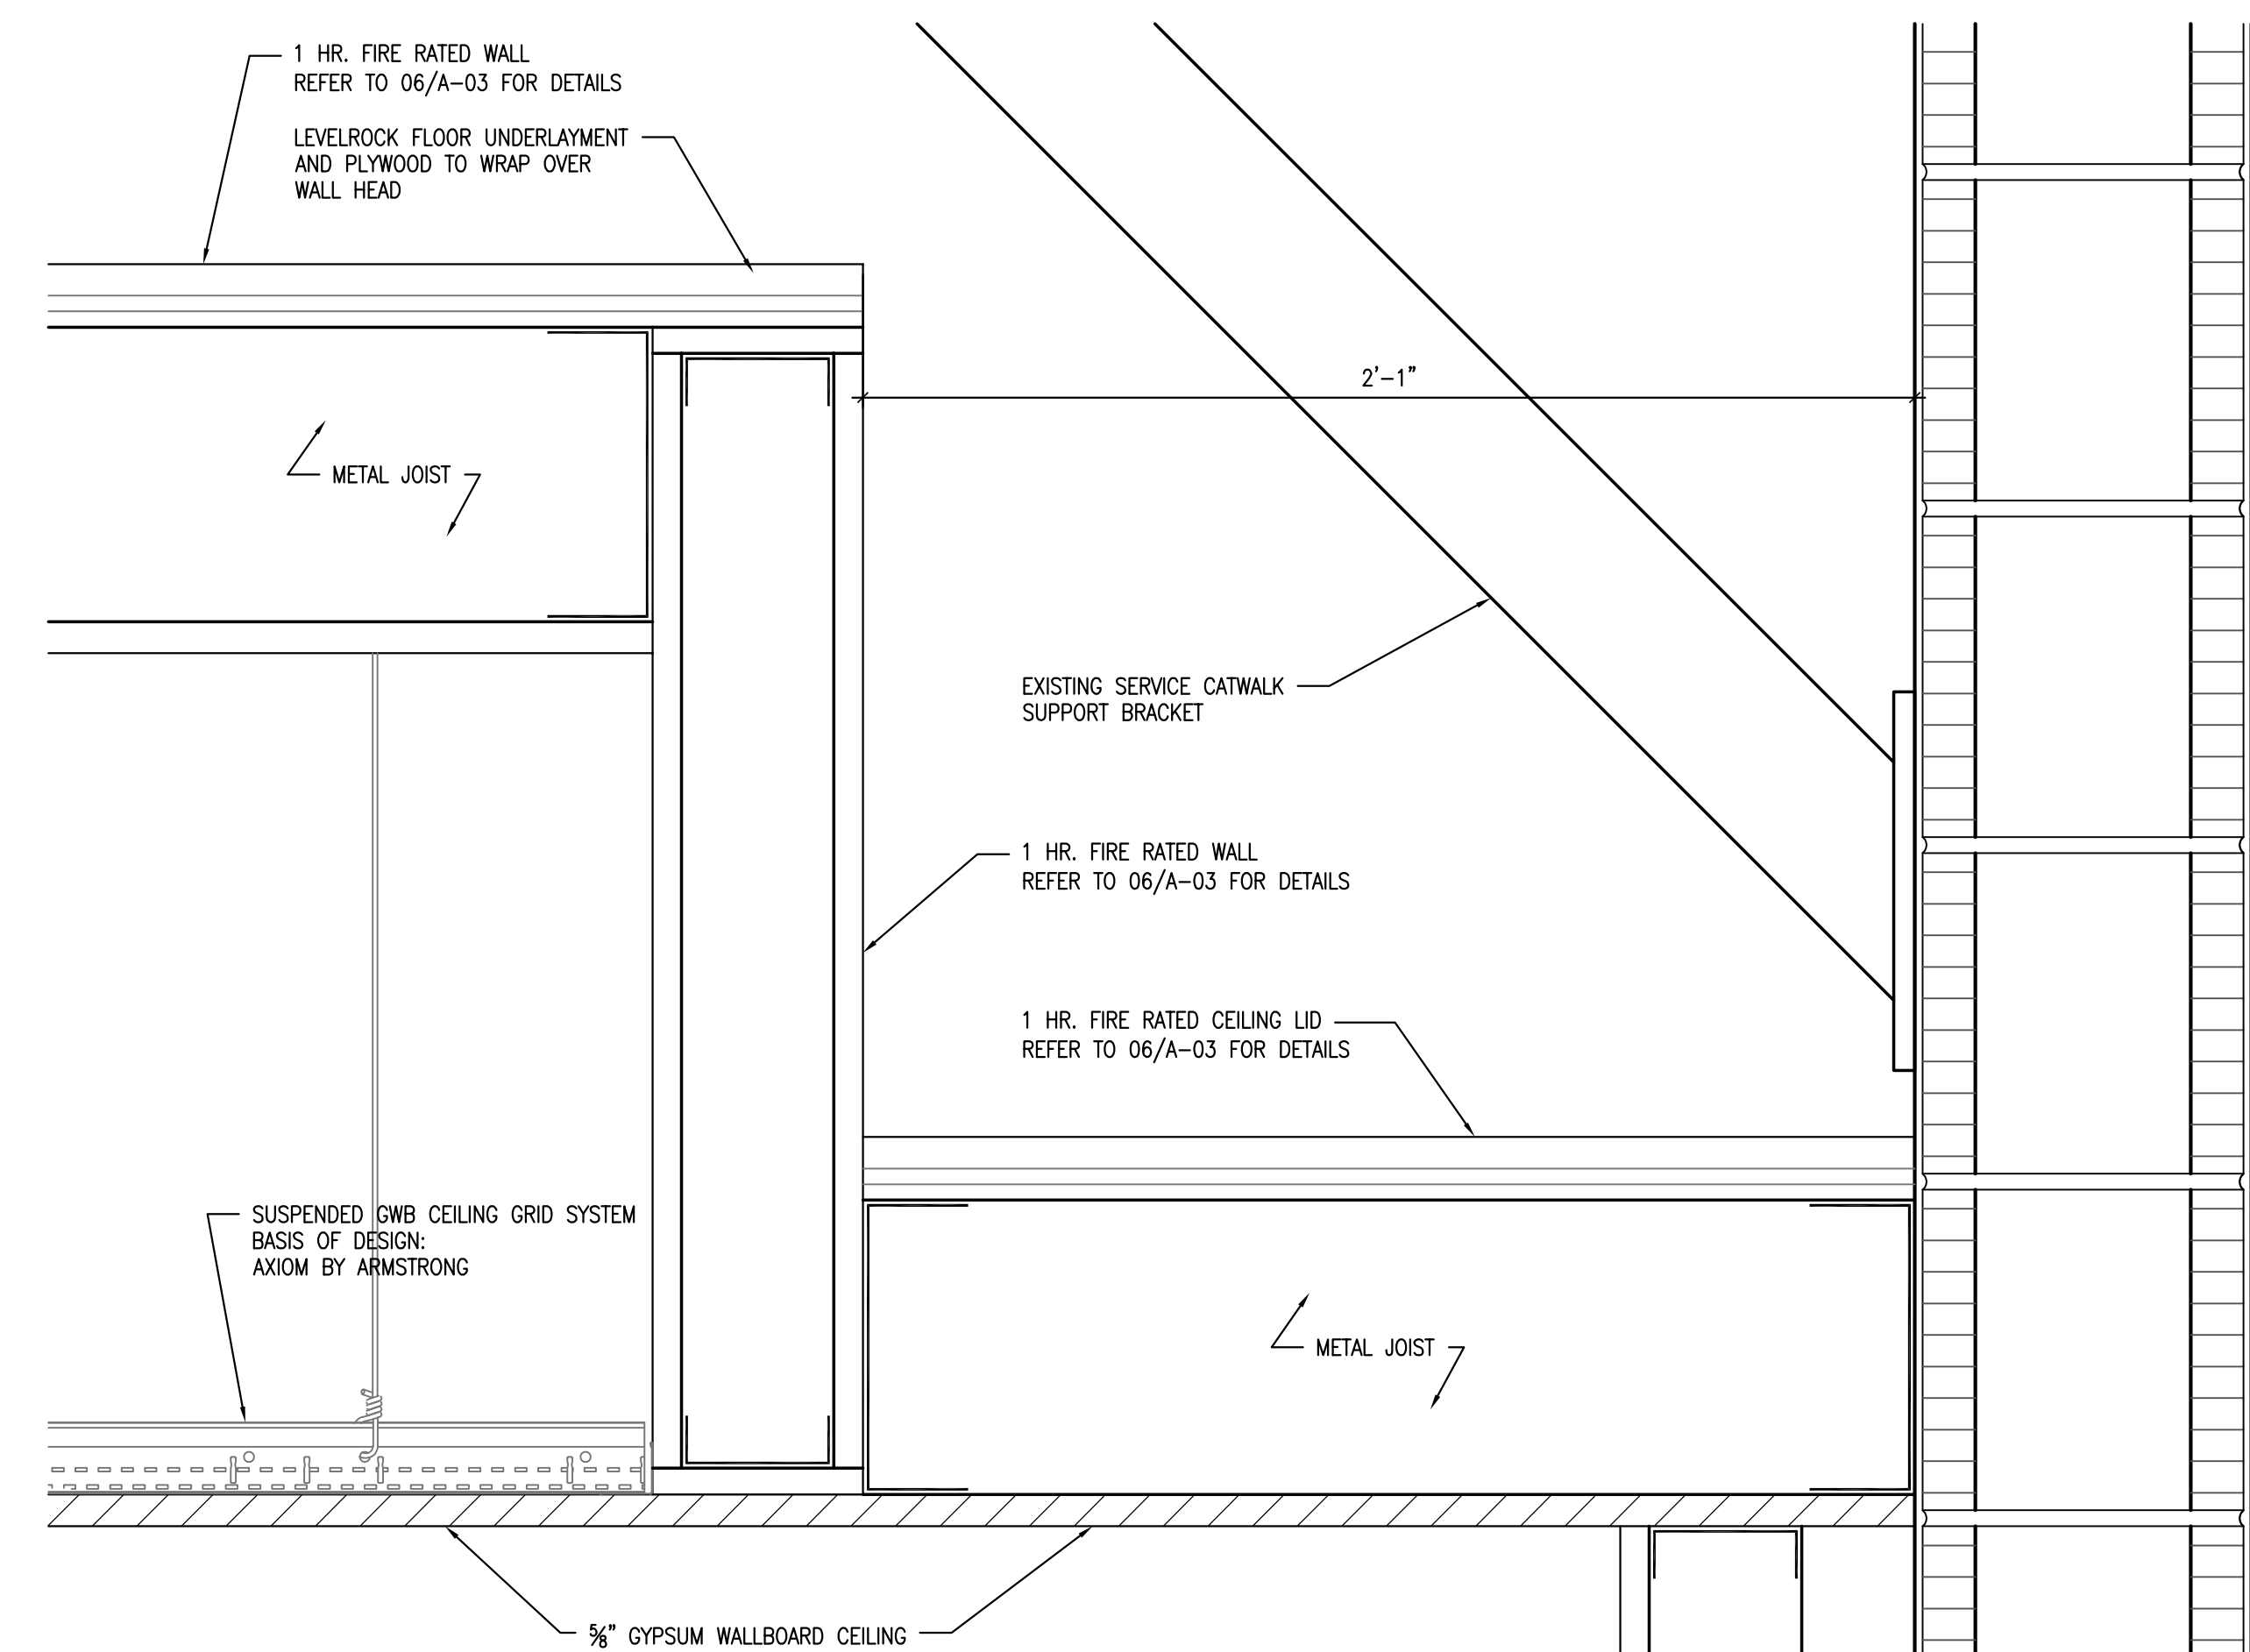 1 HR. FIRE RATED WALL
REFER TO 06/A-03 FOR DETAILS
LEVELROCK FLOOR UNDERLAYMENT
AND PLYWOOD TO WRAP OVER
WALL HEAD
2'-1"
METAL JOIST
EXISTING SERVICE CATWALK
SUPPORT BRACKET
1 HR. FIRE RATED WALL
REFER TO 06/A-03 FOR DETAILS
1 HR. FIRE RATED CEILING LID
REFER TO 06/A-03 FOR DETAILS
SUSPENDED GWB CEILING GRID SYSTEM
BASIS OF DESIGN:
AXIOM BY ARMSTRONG
METAL JOIST
5/8" GYPSUM WALLBOARD CEILING